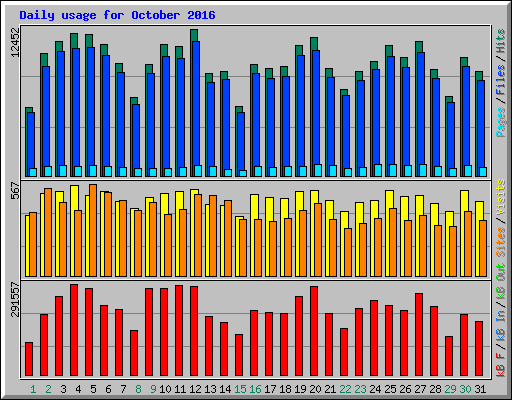 Daily usage for October 2016
12452
Pages / Files / Hits
567
Sites / Visits
291557
kB F / kB In / kB Out
1 2 3 4 5 6 7 8 9 10 11 12 13 14 15 16 17 18 19 20 21 22 23 24 25 26 27 28 29 30 31